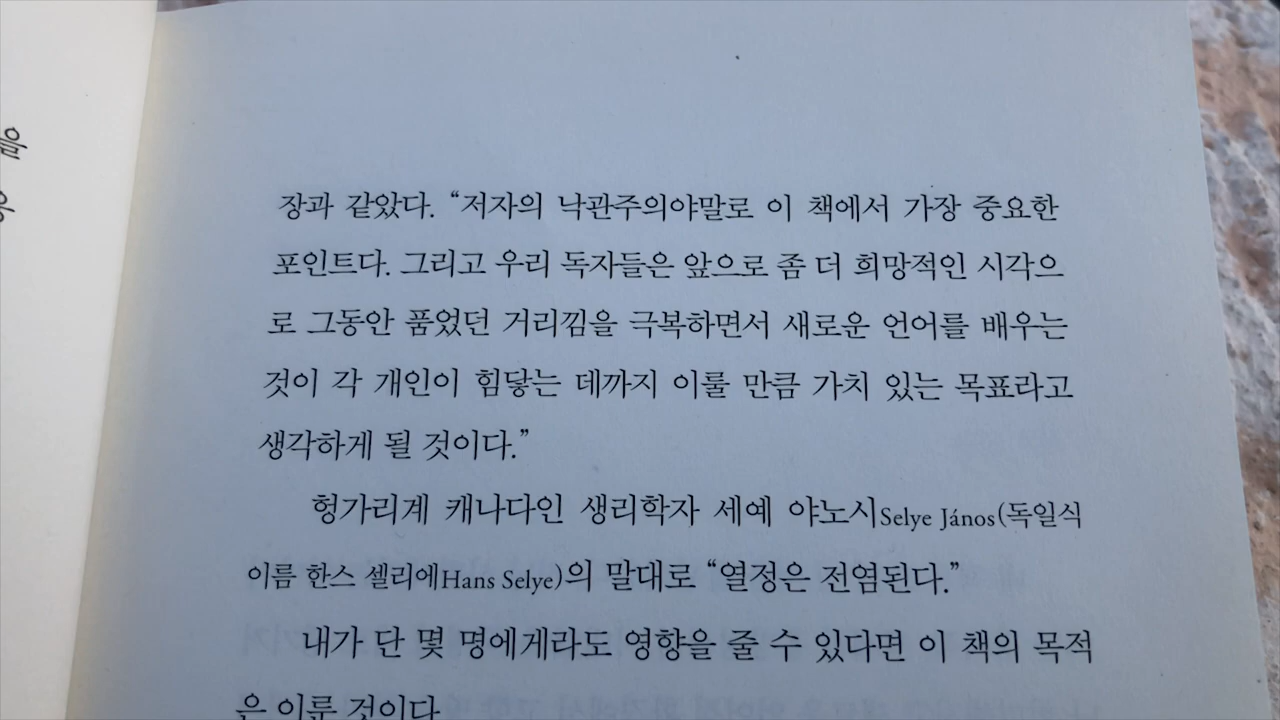 장과 같았다. “저자의 낙관주의야말로 이 책에서 가장 중요한
포인트다. 그리고 우리 독자들은 앞으로 좀 더 희망적인 시각으
로 그동안 품었던 거리낌을 극복하면서 새로운 언어를 배우는
것이 각 개인이 힘닿는 데까지 이룰 만큼 가치 있는 목표라고
생각하게 될 것이다.”
헝가리계 캐나다인 생리학자 세예 야노시Selye János(독일식
이름 한스 셀리에Hans Selye)의 말대로 “열정은 전염된다.”
내가 단 몇 명에게라도 영향을 줄 수 있다면 이 책의 목적
은 이룬 것이다